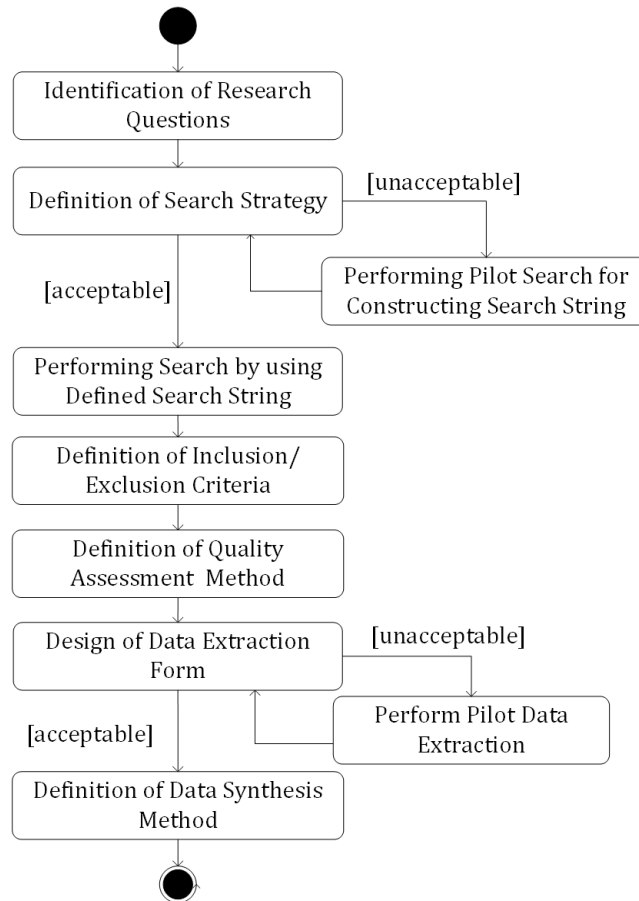 Identification of Research
Questions
Definition of Search Strategy
[unacceptable]
Performing Pilot Search for
Constructing Search String
[acceptable]
Performing Search by using
Defined Search String
Definition of Inclusion/
Exclusion Criteria
Definition of Quality
Assessment Method
Design of Data Extraction
Form
[unacceptable]
Perform Pilot Data
Extraction
[acceptable]
Definition of Data Synthesis
Method